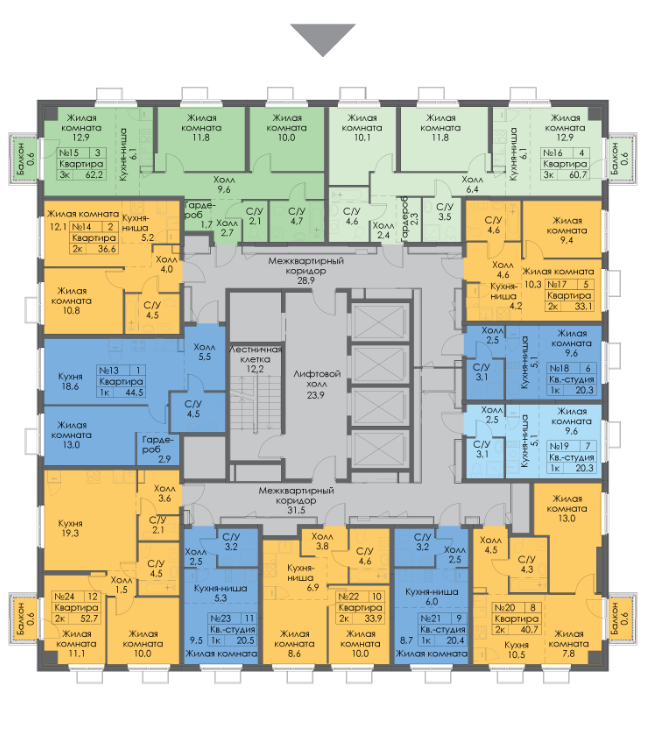 Жилая
комната
12.9
Кухня-ниша
6.1
№15 3
Квартира
3к 62.2
Балкон
0.6
Жилая
комната
11.8
Жилая
комната
10.0
Холл
9.6
Гарде-
роб
1.7
Холл
2.7
С/У
2.1
С/У
4.7
Жилая
комната
10.1
Жилая
комната
11.8
Жилая
комната
12.9
Кухня-ниша
6.1
№16 4
Квартира
3к 60.7
Балкон
0.6
Холл
6.4
С/У
4.6
Гардероб
2.3
Холл
2.4
С/У
3.5
Жилая комната
12.1
№14 2
Квартира
2к 36.6
Кухня-
ниша
5.2
Холл
4.0
Жилая
комната
10.8
С/У
4.5
Межквартирный
коридор
28.9
С/У
4.6
Жилая
комната
9.4
Холл
4.6
Жилая
комната
10.3
№17 5
Квартира
2к 33.1
Кухня-
ниша
4.2
Кухня
18.6
№13 1
Квартира
1к 44.5
Холл
5.5
С/У
4.5
Жилая
комната
13.0
Гарде-
роб
2.9
Лестничная
клетка
12.2
Лифтовой
холл
23.9
Холл
2.5
С/У
3.1
Кухня-ниша
5.1
Жилая
комната
9.6
№18 6
Кв.-студия
1к 20.3
Холл
2.5
С/У
3.1
Кухня-ниша
5.1
Жилая
комната
9.6
№19 7
Кв.-студия
1к 20.3
Межквартирный
коридор
31.5
Кухня
19.3
Холл
3.6
С/У
2.1
С/У
4.5
Холл
1.5
№24 12
Квартира
2к 52.7
Балкон
0.6
Жилая
комната
11.1
Жилая
комната
10.0
Холл
2.5
С/У
3.2
Кухня-ниша
5.3
№23 11
Кв.-студия
1к 20.5
9.5
Жилая комната
Холл
3.8
С/У
4.6
Кухня-
ниша
6.9
№22 10
Квартира
2к 33.9
Жилая
комната
8.6
Жилая
комната
10.0
С/У
3.2
Холл
2.5
Кухня-ниша
6.0
№21 9
Кв.-студия
1к 20.4
8.7
Жилая комната
Холл
4.5
С/У
4.3
Жилая
комната
13.0
№20 8
Квартира
2к 40.7
Кухня
10.5
Жилая
комната
7.8
Балкон
0.6